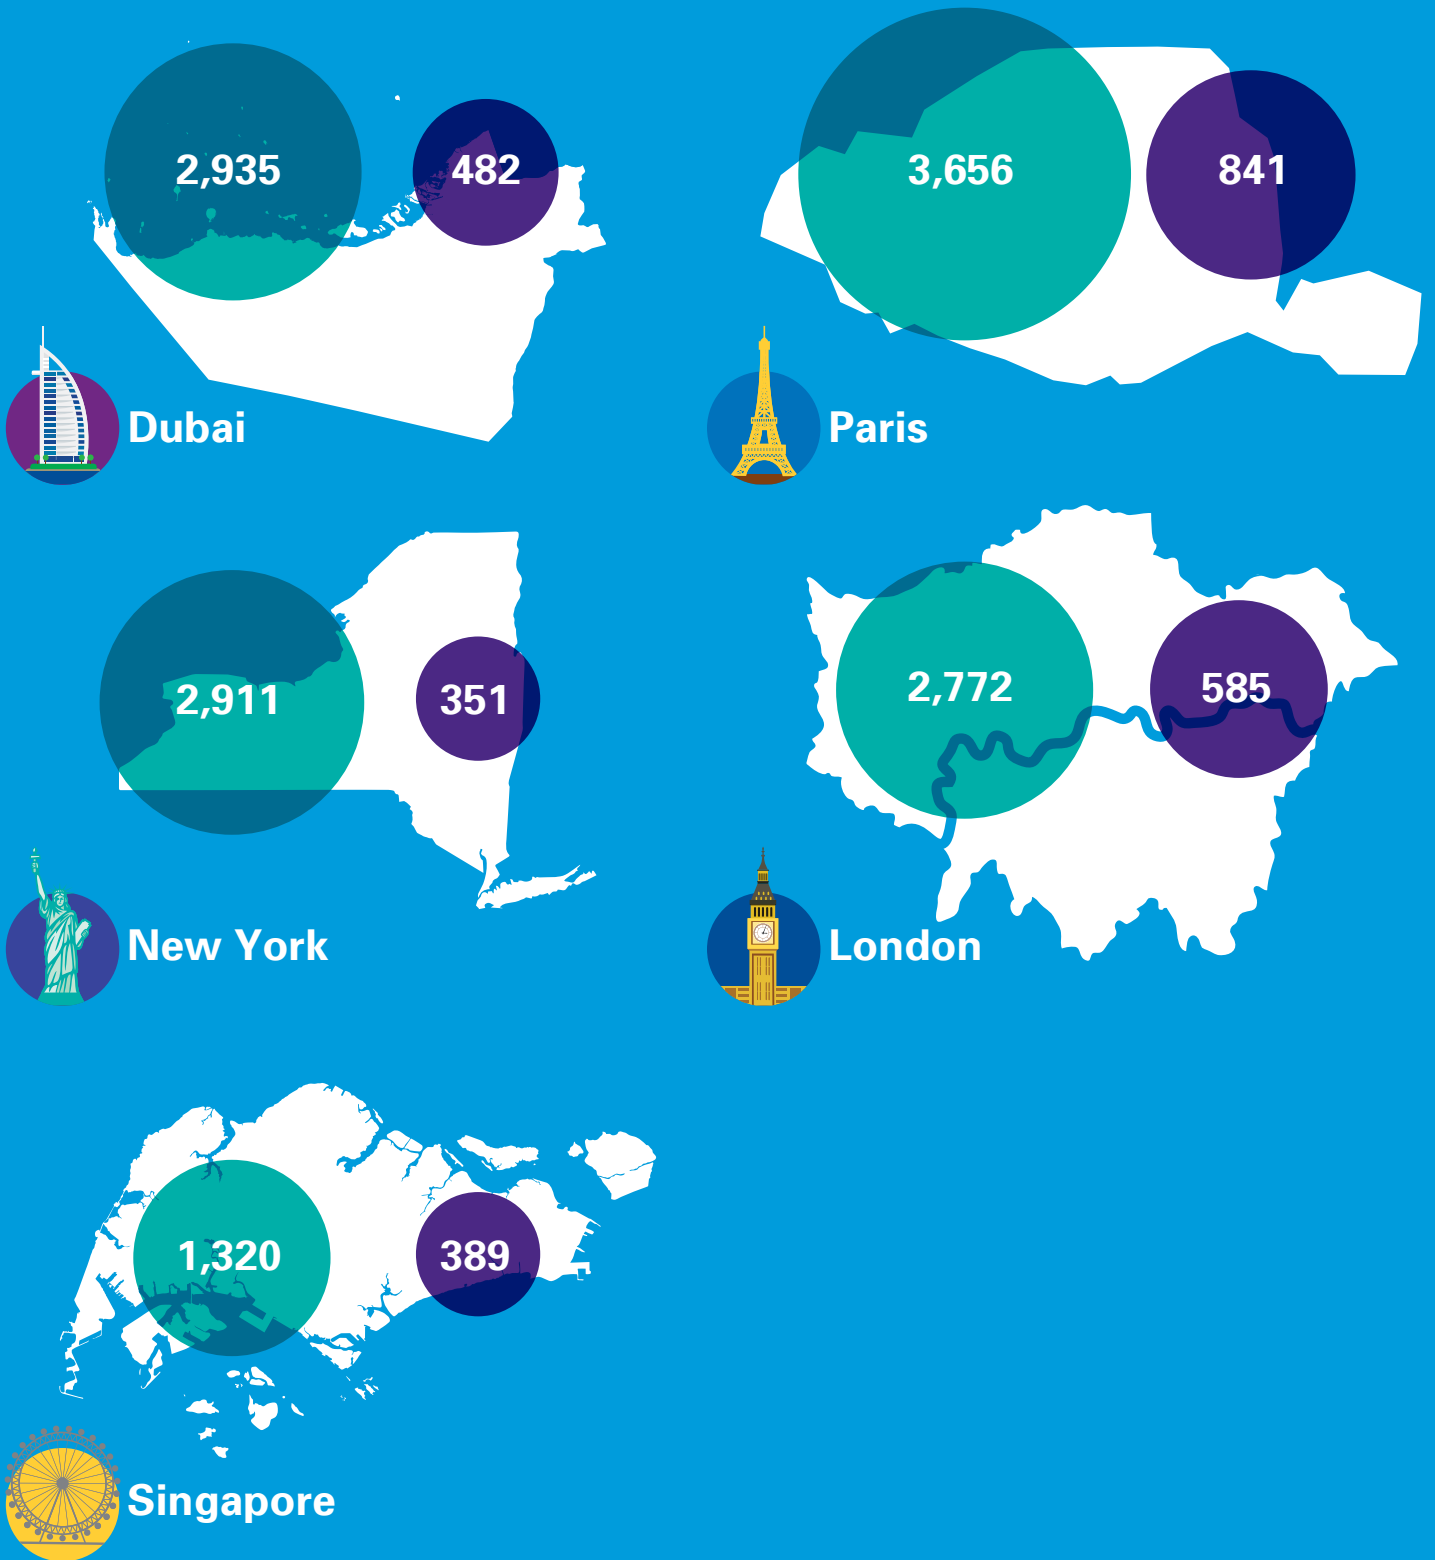 2,935
482
Dubai
3,656
841
Paris
2,911
351
New York
2,772
585
London
1,320
389
Singapore